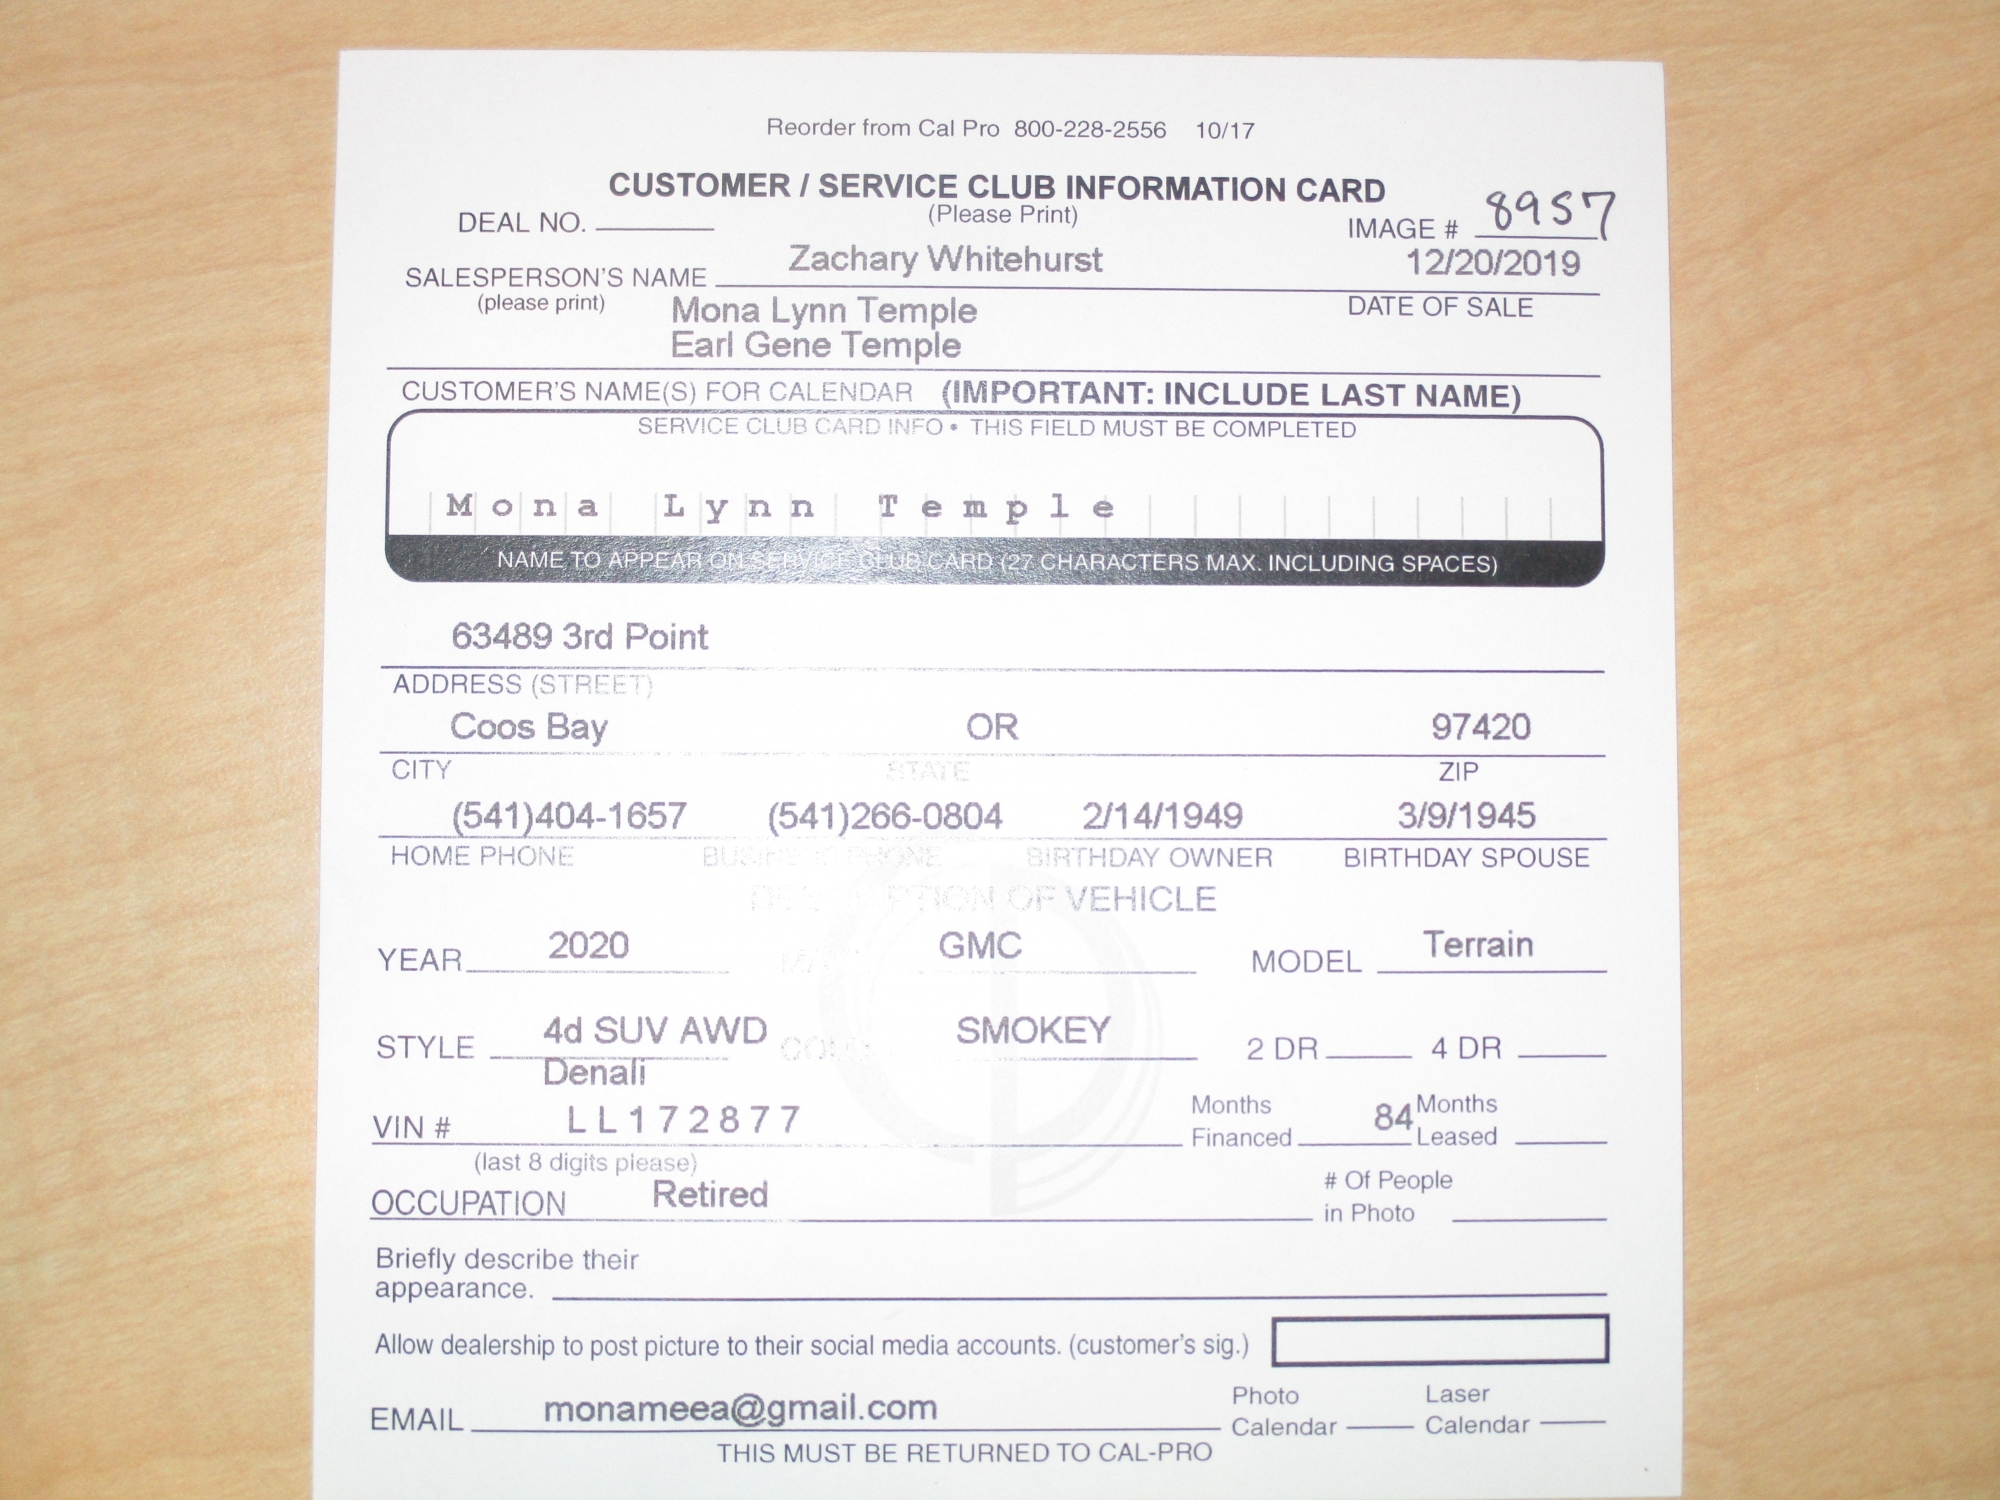 Reorder from Cal Pro 800-228-2556 10/17
CUSTOMER / SERVICE CLUB INFORMATION CARD
(Please Print)
DEAL NO.
IMAGE # 8957
SALESPERSON'S NAME Zachary Whitehurst 12/20/2019
(please print) DATE OF SALE
Mona Lynn Temple
Earl Gene Temple
CUSTOMER'S NAME(S) FOR CALENDAR (IMPORTANT: INCLUDE LAST NAME)
SERVICE CLUB CARD INFO • THIS FIELD MUST BE COMPLETED
Mona Lynn Temple
NAME TO APPEAR ON SERVICE CLUB CARD (27 CHARACTERS MAX. INCLUDING SPACES)
63489 3rd Point
ADDRESS (STREET)
Coos Bay OR 97420
CITY STATE ZIP
(541)404-1657 (541)266-0804 2/14/1949 3/9/1945
HOME PHONE BUSINESS PHONE BIRTHDAY OWNER BIRTHDAY SPOUSE
DESCRIPTION OF VEHICLE
YEAR 2020 GMC MODEL Terrain
STYLE 4d SUV AWD SMOKEY 2 DR 4 DR
Denali
VIN # LL172877 Months Financed 84 Months Leased
(last 8 digits please)
OCCUPATION Retired # Of People in Photo
Briefly describe their
appearance.
Allow dealership to post picture to their social media accounts. (customer's sig.)
EMAIL monameea@gmail.com Photo Calendar Laser Calendar
THIS MUST BE RETURNED TO CAL-PRO